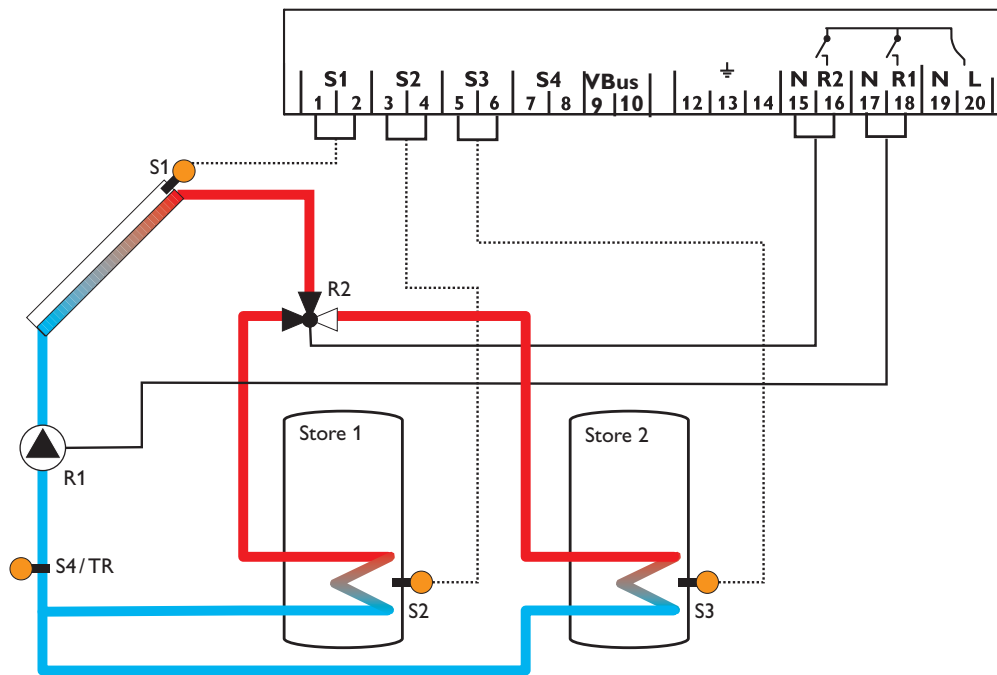 S1 S2 S3 S4 VBus N R2 N R1 N L
1 2 3 4 5 6 7 8 9 10 12 13 14 15 16 17 18 19 20
S1
R2
Store 1
Store 2
R1
S4 / TR
S2
S3